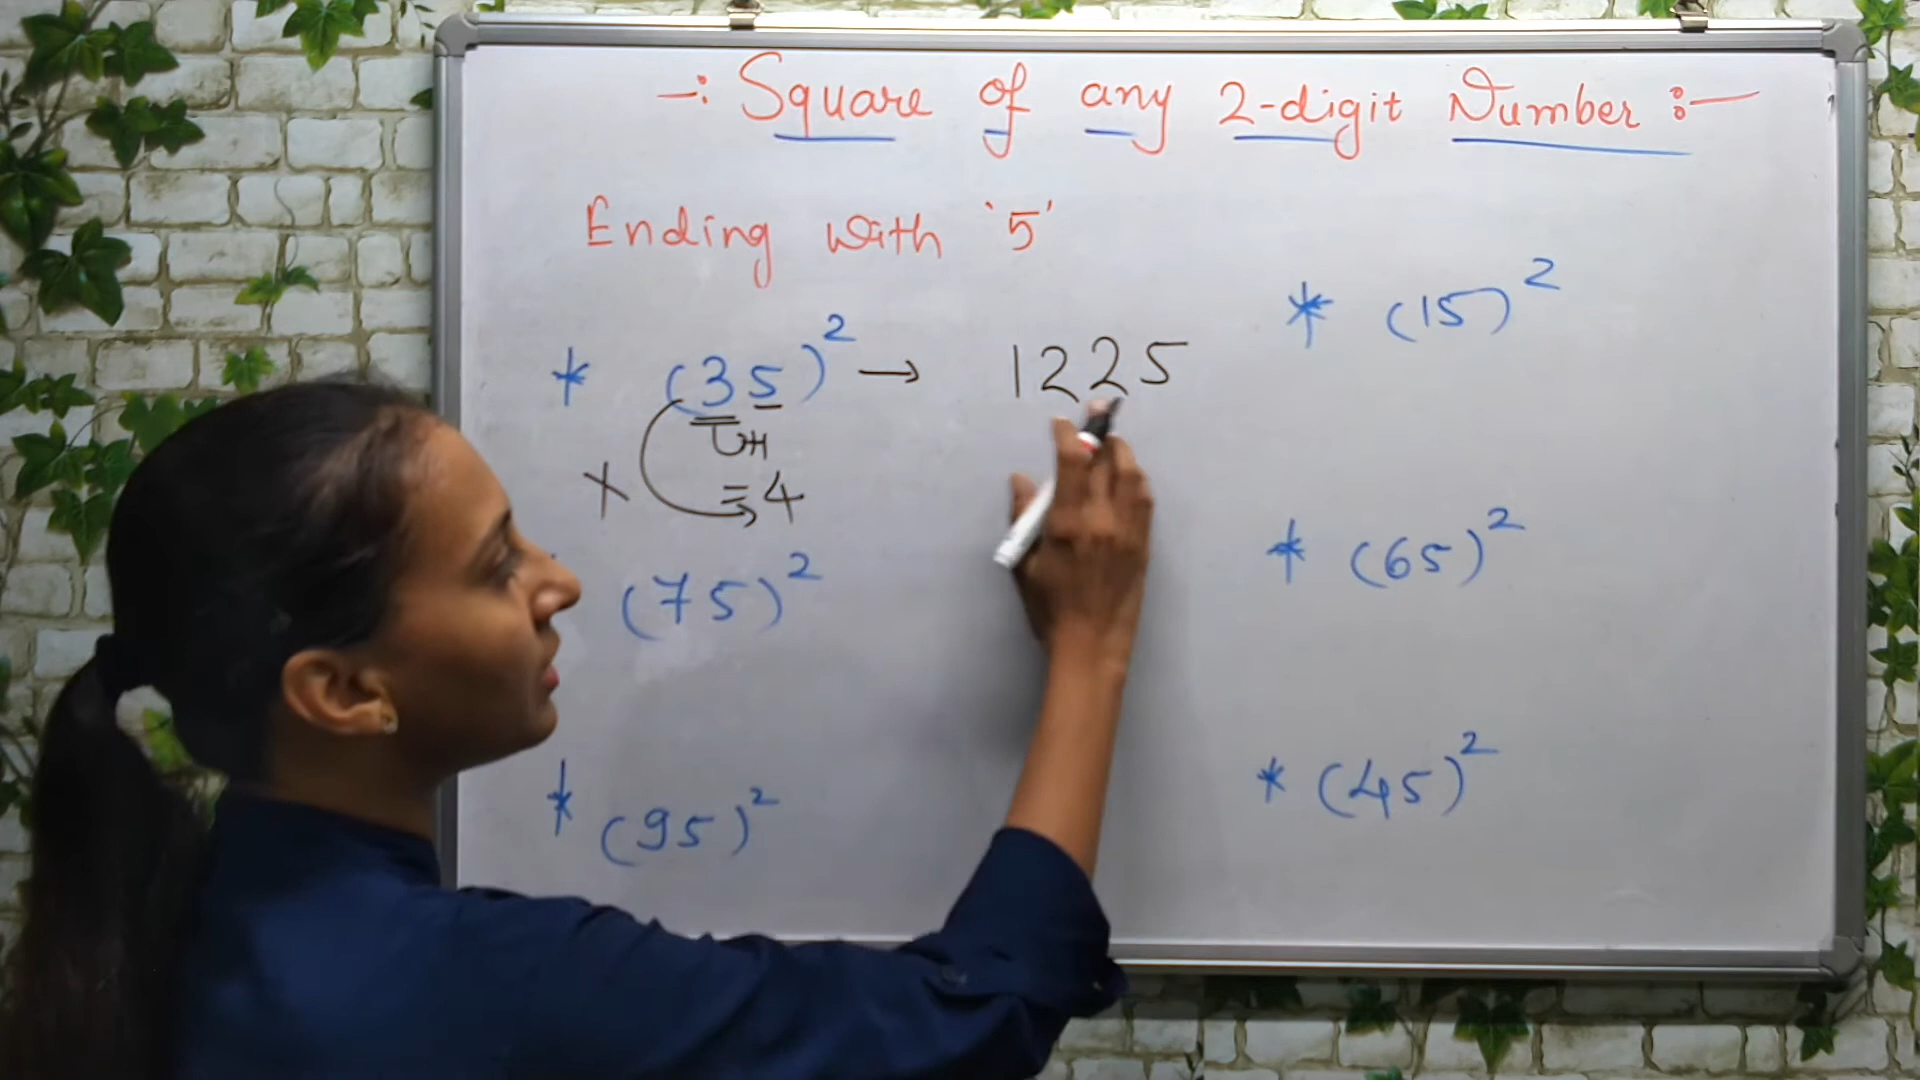 -: Square of any 2-digit Number :-
Ending with '5'
* (35)² → 1225
+1
× = 4
(75)²
* (95)²
* (15)²
* (65)²
* (45)²